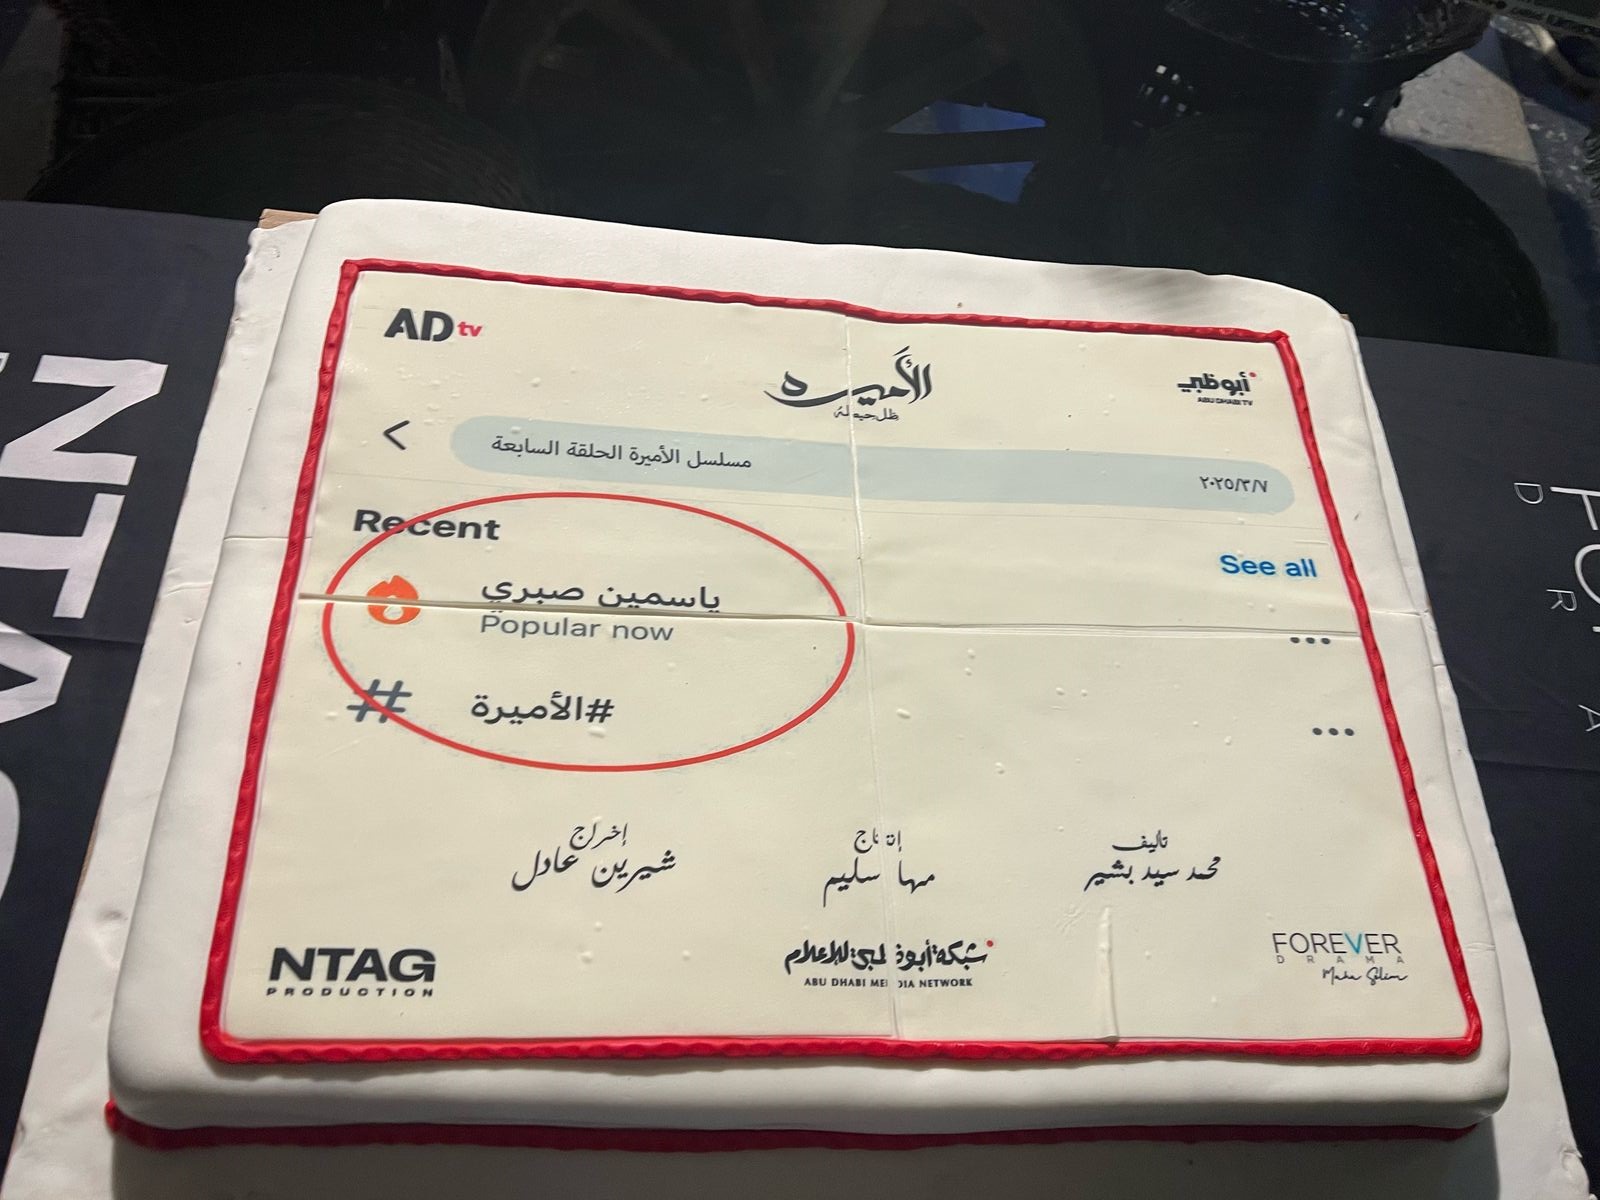 AD tv
الأميرة
ظل حيطة
أبوظبي
ABU DHABI TV
مسلسل الأميرة الحلقة السابعة
٢٠٢٥/٣/٧
Recent
See all
ياسمين صبري
Popular now
#
#الأميرة
إخراج
شيرين عادل
إنتاج
مها سليم
تأليف
محمد سيد بشير
NTAG
PRODUCTION
شبكة أبوظبي للإعلام
ABU DHABI MEDIA NETWORK
FOREVER
DRAMA
Maha Selim